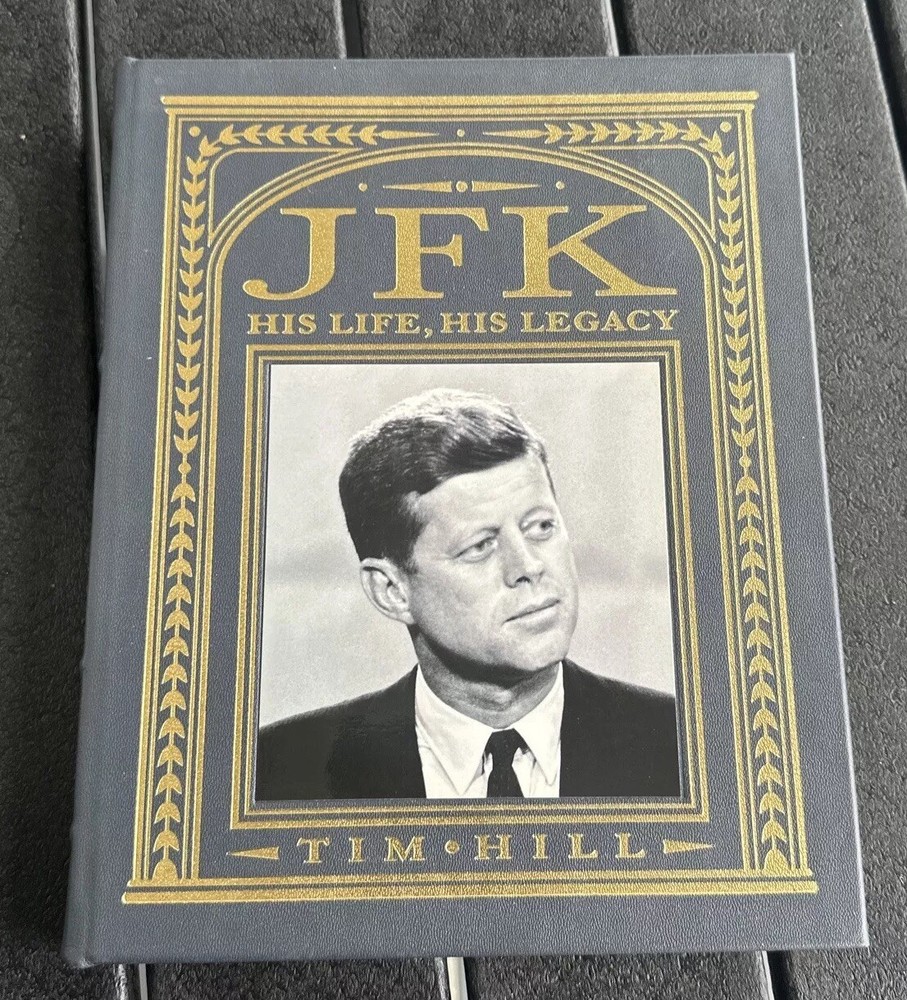 JFK
HIS LIFE, HIS LEGACY
TIM • HILL